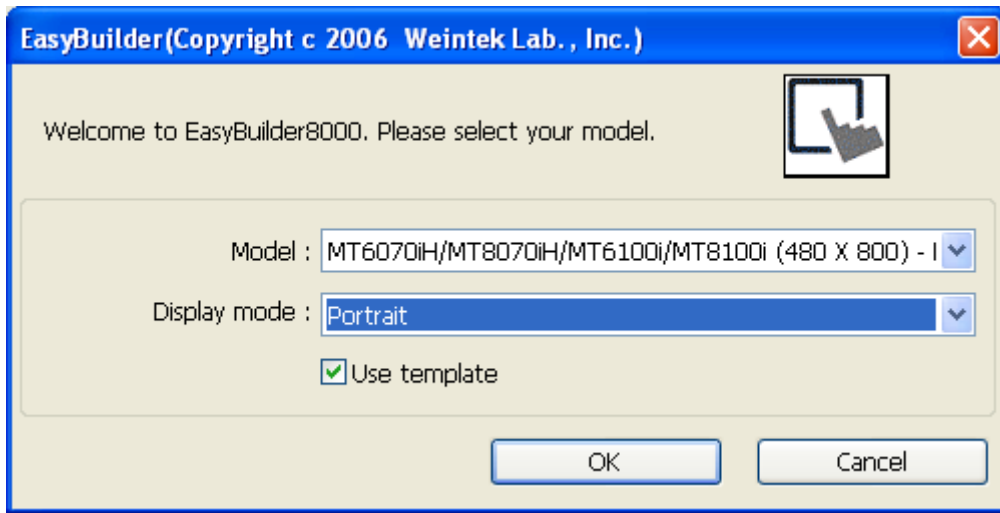 EasyBuilder(Copyright c 2006 Weintek Lab., Inc.)
Welcome to EasyBuilder8000. Please select your model.
Model : MT6070iH/MT8070iH/MT6100i/MT8100i (480 X 800) -
Display mode : Portrait
Use template
OK Cancel